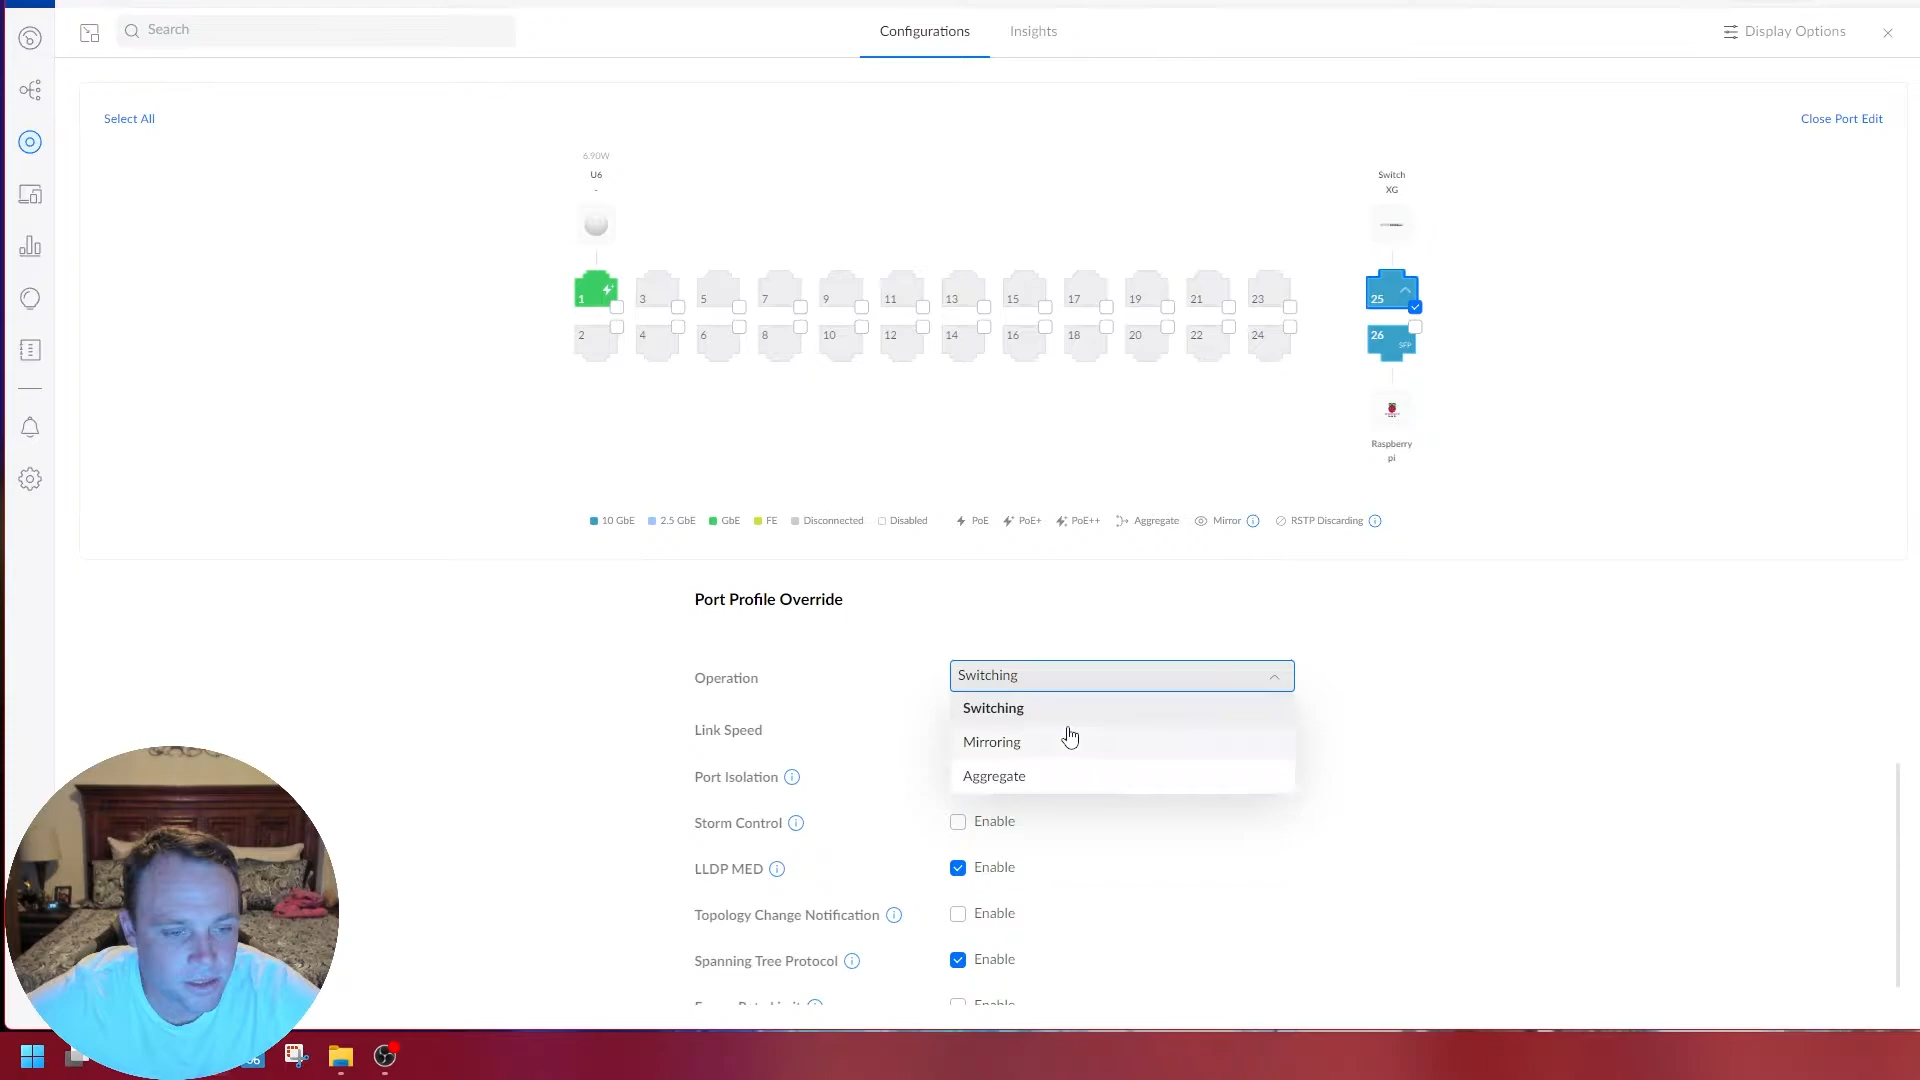 Search
Configurations
Insights
Display Options
Select All
Close Port Edit
6.90W
U6
-
Switch
XG
1
3
5
7
9
11
13
15
17
19
21
23
25
2
4
6
8
10
12
14
16
18
20
22
24
26
SFP
Raspberry
pi
10 GbE
2.5 GbE
GbE
FE
Disconnected
Disabled
PoE
PoE+
PoE++
Aggregate
Mirror
RSTP Discarding
Port Profile Override
Operation
Switching
Switching
Link Speed
Mirroring
Port Isolation
Aggregate
Storm Control
Enable
LLDP MED
Enable
Topology Change Notification
Enable
Spanning Tree Protocol
Enable
Enable